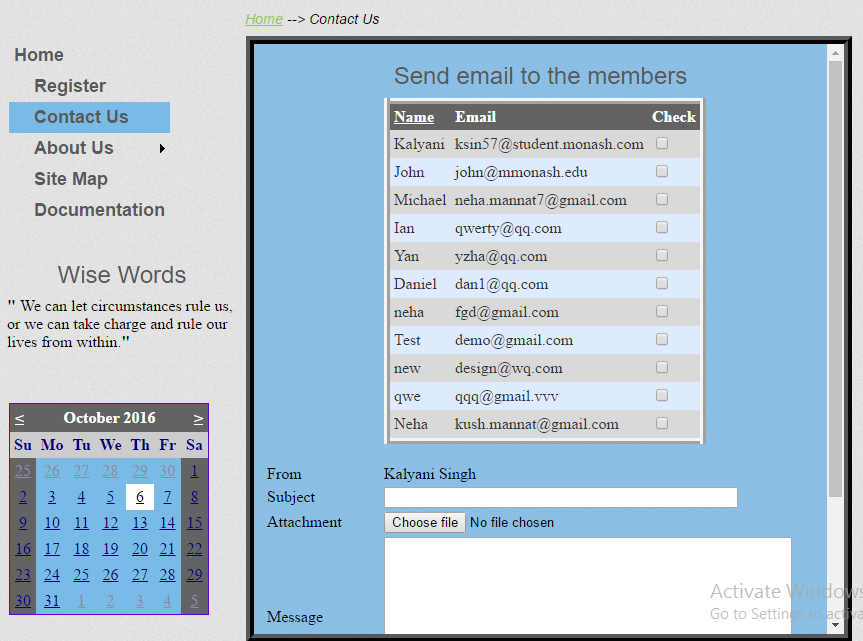 Home --> Contact Us
Home
Register
Contact Us
About Us
Site Map
Documentation
Wise Words
" We can let circumstances rule us,
or we can take charge and rule our
lives from within."
< October 2016 >
Su Mo Tu We Th Fr Sa
25 26 27 28 29 30 1
2 3 4 5 6 7 8
9 10 11 12 13 14 15
16 17 18 19 20 21 22
23 24 25 26 27 28 29
30 31 1 2 3 4 5
Send email to the members
Name Email Check
Kalyani ksin57@student.monash.com
John john@mmonash.edu
Michael neha.mannat7@gmail.com
Ian qwerty@qq.com
Yan yzha@qq.com
Daniel dan1@qq.com
neha fgd@gmail.com
Test demo@gmail.com
new design@wq.com
qwe qqq@gmail.vvv
Neha kush.mannat@gmail.com
From Kalyani Singh
Subject
Attachment Choose file No file chosen
Message
Activate Windows
Go to Settings to activa